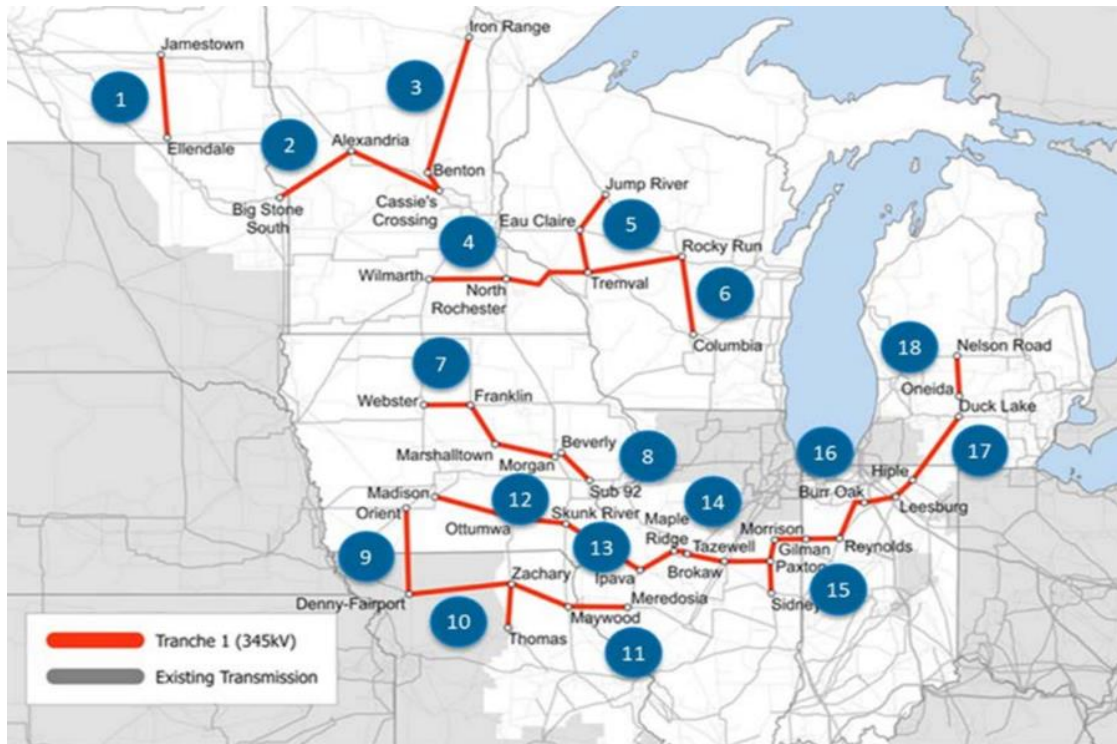 Iron Range
Jamestown
3
1
Ellendale
2
Alexandria
Benton
Big Stone
South
Cassie's
Crossing
Jump River
Eau Claire
5
4
Rocky Run
Wilmarth
North
Rochester
Tremval
6
Columbia
7
18
Nelson Road
Webster
Franklin
Oneida
Duck Lake
Marshalltown
Beverly
Morgan
8
16
17
Sub 92
Hiple
Burr Oak
Leesburg
Madison
12
14
Orient
Ottumwa
Skunk River
Maple
Ridge
Morrison
13
Tazewell
Gilman
Reynolds
9
Ipava
Brokaw
Paxton
Zachary
15
Denny-Fairport
Meredosia
Sidney
10
Maywood
Thomas
11
Tranche 1 (345kV)
Existing Transmission